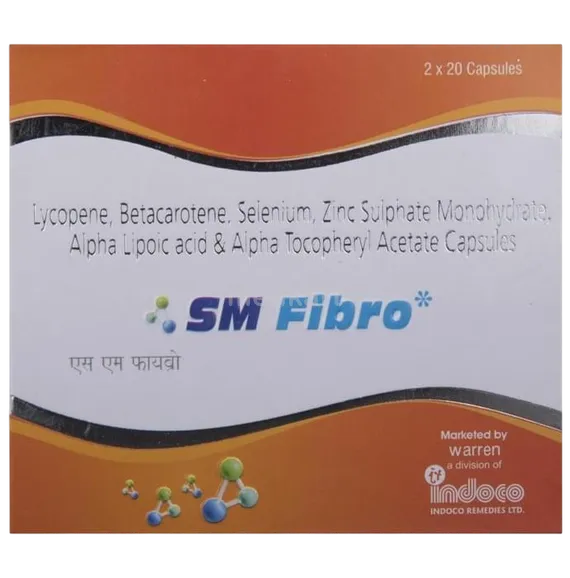 2 x 20 Capsules
Lycopene, Betacarotene, Selenium, Zinc Sulphate Monohydrate,
Alpha Lipoic acid & Alpha Tocopheryl Acetate Capsules
SM Fibro*
एस एम फायब्रो
Marketed by
warren
a division of
indoco
INDOCO REMEDIES LTD.